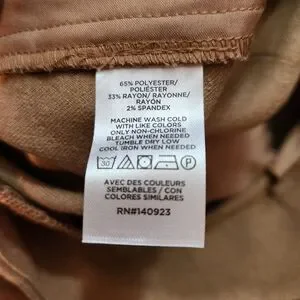 65% POLYESTER/
POLIÉSTER
33% RAYON/ RAYONNE/
RAYÓN
2% SPANDEX
MACHINE WASH COLD
WITH LIKE COLORS
ONLY NON-CHLORINE
BLEACH WHEN NEEDED
TUMBLE DRY LOW
COOL IRON WHEN NEEDED
30
P
AVEC DES COULEURS
SEMBLABLES / CON
COLORES SIMILARES
RN#140923